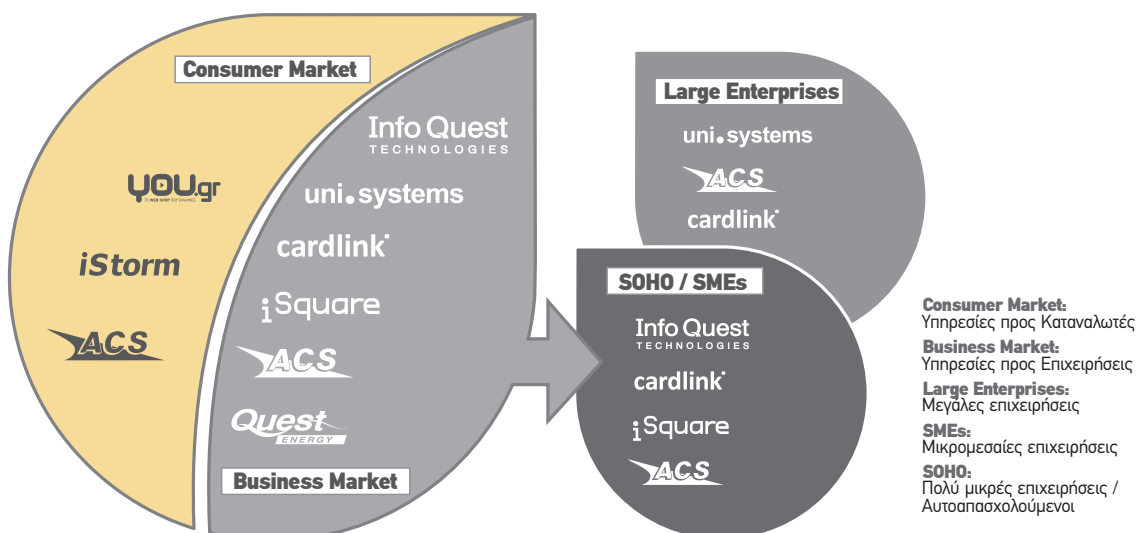 Consumer Market
YOU.gr
iStorm
ACS
Info Quest
TECHNOLOGIES
uni.systems
cardlink
iSquare
ACS
Quest
ENERGY
Business Market
Large Enterprises
uni.systems
ACS
cardlink
SOHO / SMEs
Info Quest
TECHNOLOGIES
cardlink
iSquare
ACS
Consumer Market:
Υπηρεσίες προς Καταναλωτές
Business Market:
Υπηρεσίες προς Επιχειρήσεις
Large Enterprises:
Μεγάλες επιχειρήσεις
SMEs:
Μικρομεσαίες επιχειρήσεις
SOHO:
Πολύ μικρές επιχειρήσεις /
Αυτοαπασχολούμενοι